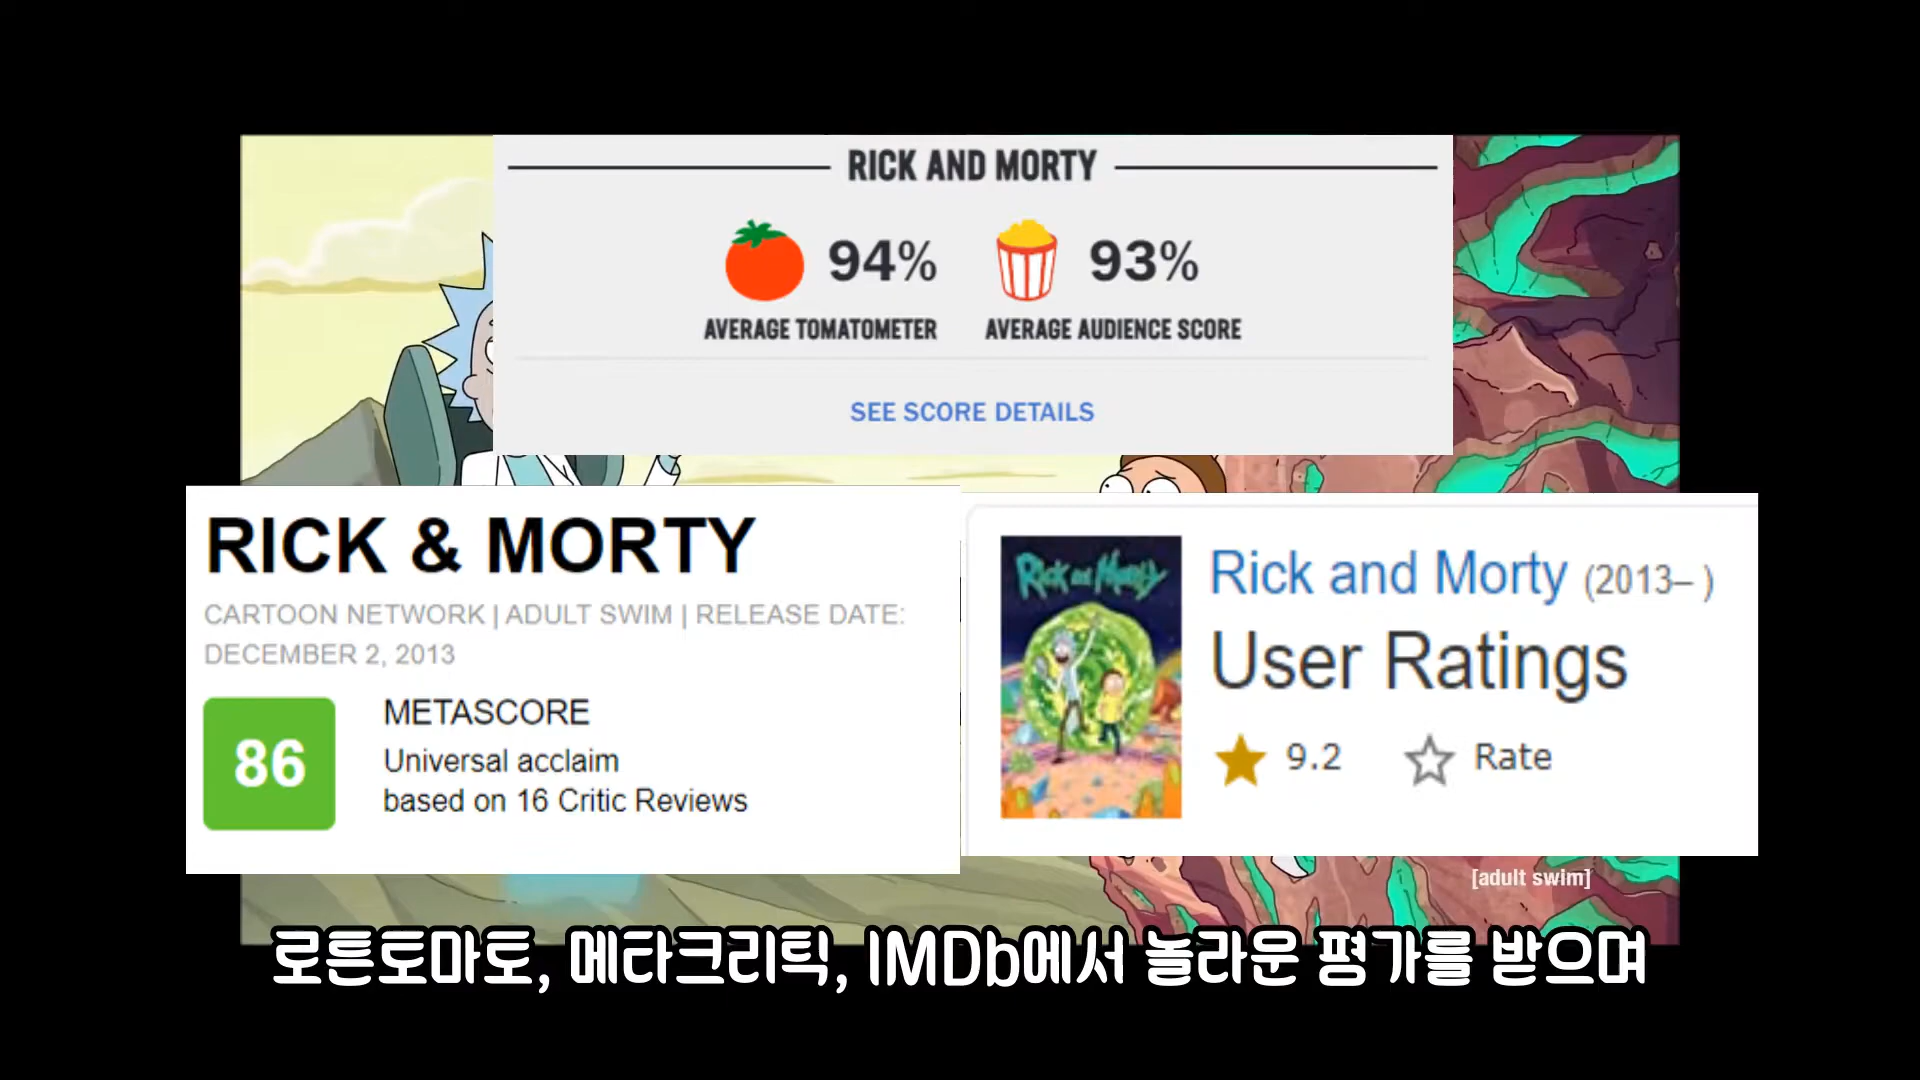 RICK AND MORTY
94% 93%
AVERAGE TOMATOMETER AVERAGE AUDIENCE SCORE
SEE SCORE DETAILS
RICK & MORTY
CARTOON NETWORK | ADULT SWIM | RELEASE DATE:
DECEMBER 2, 2013
86
METASCORE
Universal acclaim
based on 16 Critic Reviews
Rick and Morty
Rick and Morty (2013– )
User Ratings
9.2 Rate
[adult swim]
로튼토마토, 메타크리틱, IMDb에서 놀라운 평가를 받으며